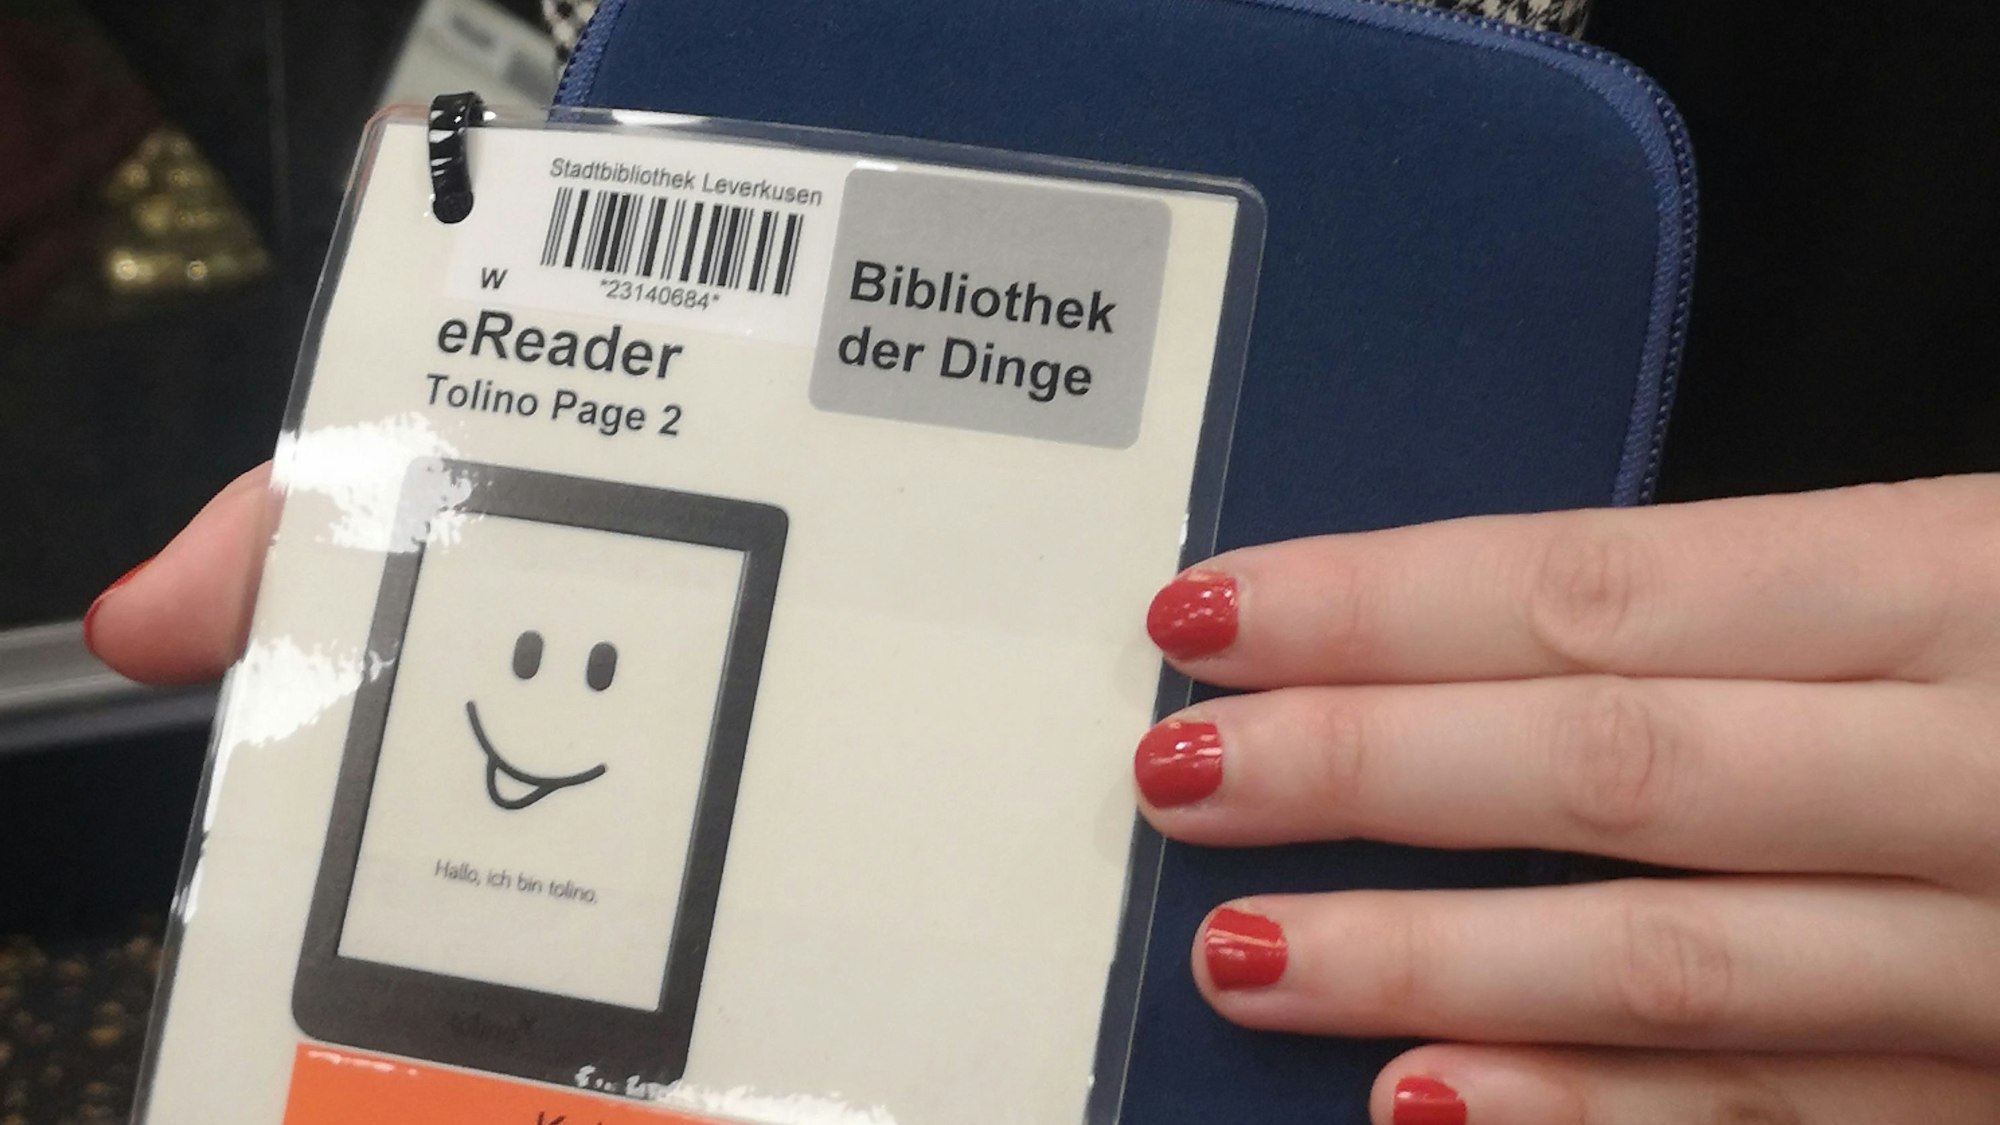 Stadtbibliothek Leverkusen
W
*23140684*
eReader
Tolino Page 2
Bibliothek
der Dinge
Hallo, ich bin tolino.